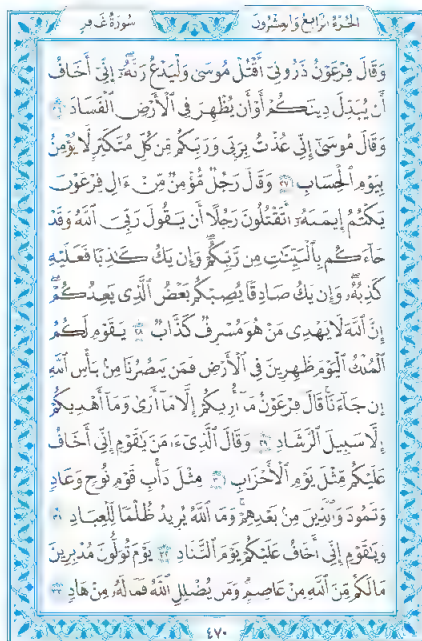 الجزء الرابع والعشرون
سورة غافر
وَقَالَ فِرْعَوْنُ ذَرُونِىٓ أَقْتُلْ مُوسَىٰ وَلْيَدْعُ رَبَّهُۥٓ إِنِّىٓ أَخَافُ
أَن يُبَدِّلَ دِينَكُمْ أَوْ أَن يُظْهِرَ فِى ٱلْأَرْضِ ٱلْفَسَادَ ٢٦
وَقَالَ مُوسَىٰٓ إِنِّى عُذْتُ بِرَبِّى وَرَبِّكُم مِّن كُلِّ مُتَكَبِّرٍ لَّا يُؤْمِنُ
بِيَوْمِ ٱلْحِسَابِ ٢٧ وَقَالَ رَجُلٌ مُّؤْمِنٌ مِّنْ ءَالِ فِرْعَوْنَ
يَكْتُمُ إِيمَٰنَهُۥٓ أَتَقْتُلُونَ رَجُلًا أَن يَقُولَ رَبِّىَ ٱللَّهُ وَقَدْ
جَآءَكُم بِٱلْبَيِّنَٰتِ مِن رَّبِّكُمْ ۖ وَإِن يَكُ كَٰذِبًا فَعَلَيْهِ
كَذِبُهُۥ ۖ وَإِن يَكُ صَادِقًا يُصِبْكُم بَعْضُ ٱلَّذِى يَعِدُكُمْ ۖ
إِنَّ ٱللَّهَ لَا يَهْدِى مَنْ هُوَ مُسْرِفٌ كَذَّابٌ ٢٨ يَٰقَوْمِ لَكُمُ
ٱلْمُلْكُ ٱلْيَوْمَ ظَٰهِرِينَ فِى ٱلْأَرْضِ فَمَن يَنصُرُنَا مِنۢ بَأْسِ ٱللَّهِ
إِن جَآءَنَا ۚ قَالَ فِرْعَوْنُ مَآ أُرِيكُمْ إِلَّا مَآ أَرَىٰ وَمَآ أَهْدِيكُمْ
إِلَّا سَبِيلَ ٱلرَّشَادِ ٢٩ وَقَالَ ٱلَّذِىٓ ءَامَنَ يَٰقَوْمِ إِنِّىٓ أَخَافُ
عَلَيْكُم مِّثْلَ يَوْمِ ٱلْأَحْزَابِ ٣٠ مِثْلَ دَأْبِ قَوْمِ نُوحٍ وَعَادٍ
وَثَمُودَ وَٱلَّذِينَ مِنۢ بَعْدِهِمْ ۚ وَمَا ٱللَّهُ يُرِيدُ ظُلْمًا لِّلْعِبَادِ ٣١
وَيَٰقَوْمِ إِنِّىٓ أَخَافُ عَلَيْكُمْ يَوْمَ ٱلتَّنَادِ ٣٢ يَوْمَ تُوَلُّونَ مُدْبِرِينَ
مَا لَكُم مِّنَ ٱللَّهِ مِنْ عَاصِمٍ ۗ وَمَن يُضْلِلِ ٱللَّهُ فَمَا لَهُۥ مِنْ هَادٍ ٣٣
٤٧٠